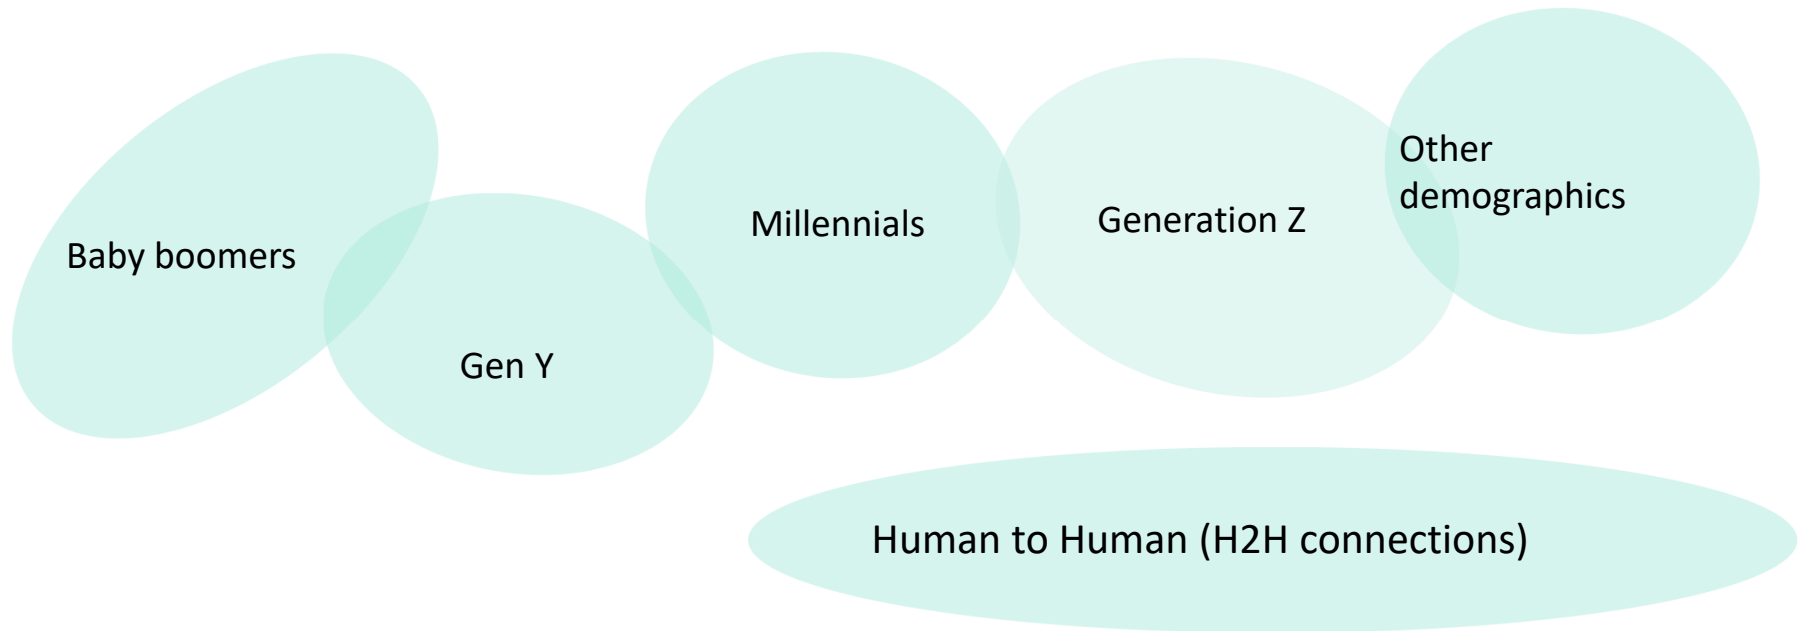 Baby boomers
Gen Y
Millennials
Generation Z
Other
demographics
Human to Human (H2H connections)